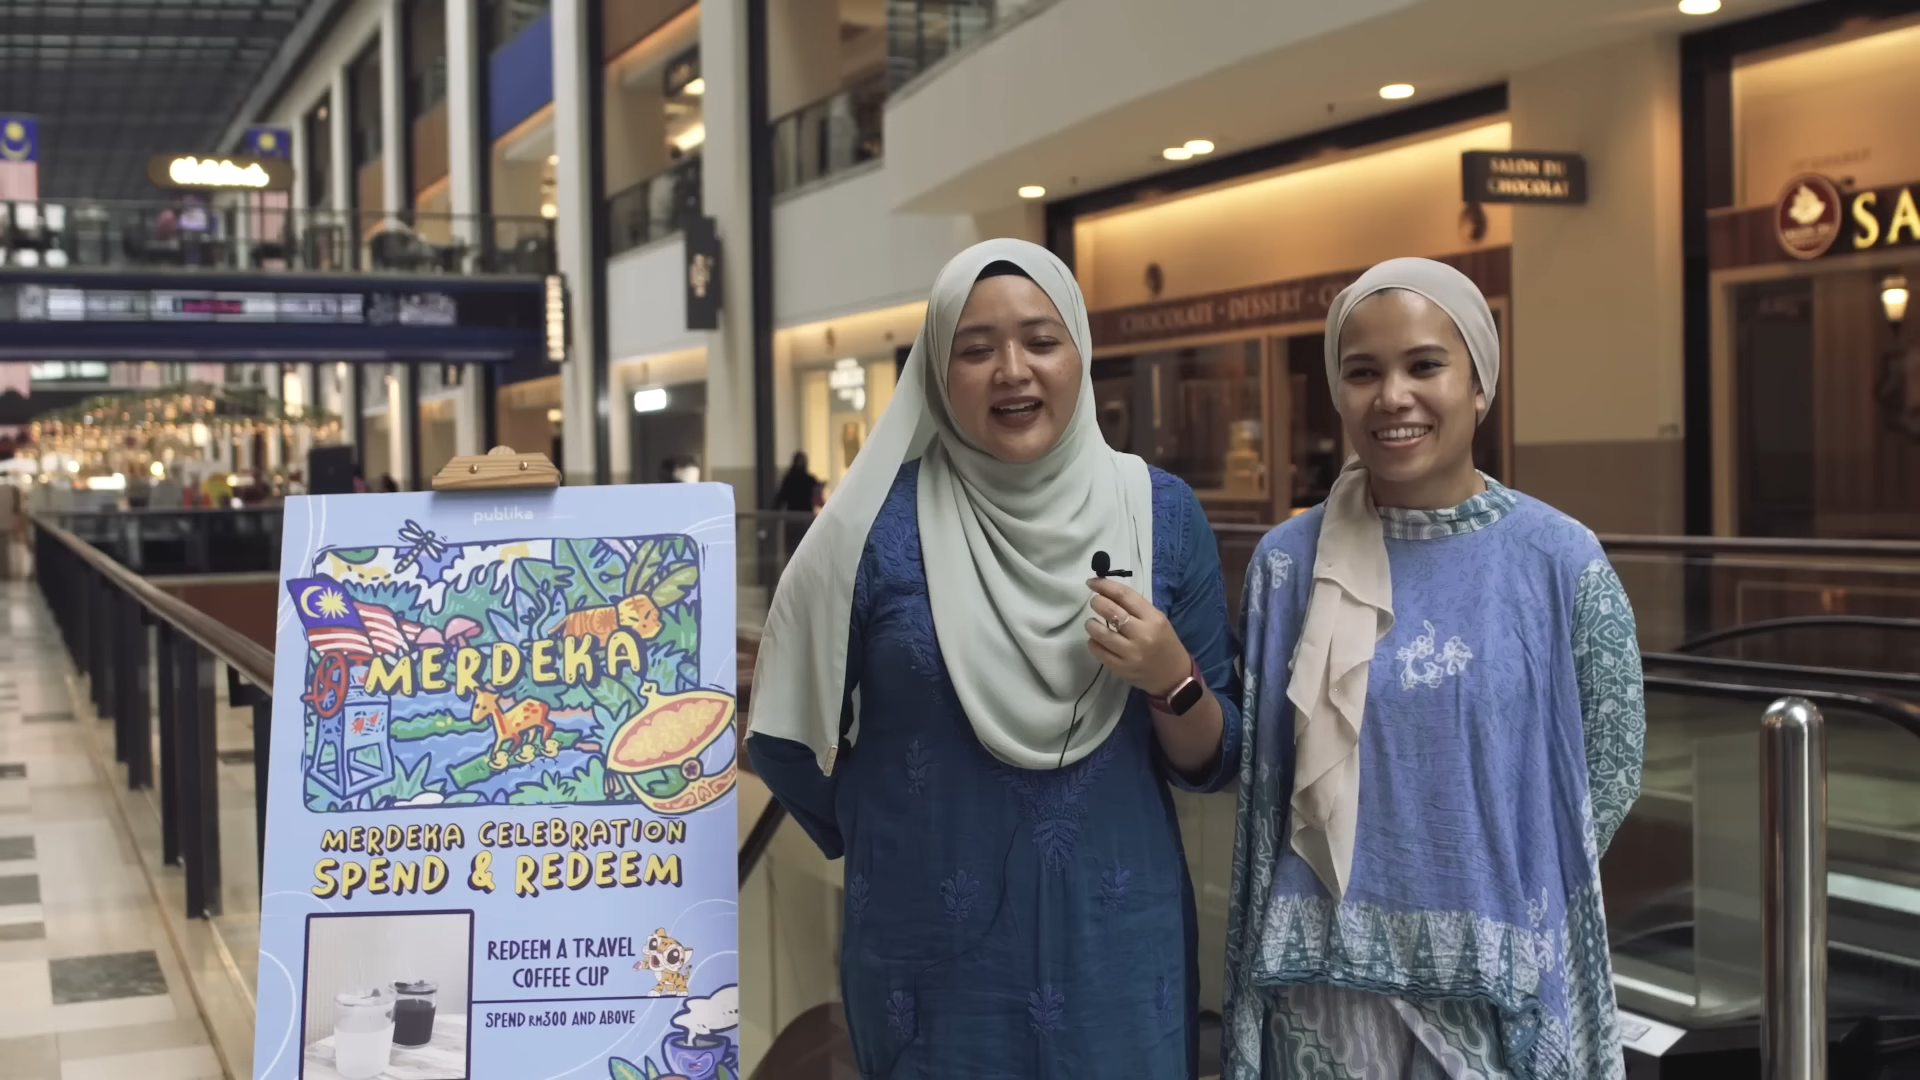 SALON DU
CHOCOLAT
SA
CHOCOLATE · DESSERT
publika
MERDEKA
MERDEKA CELEBRATION
SPEND & REDEEM
REDEEM A TRAVEL
COFFEE CUP
SPEND RM300 AND ABOVE